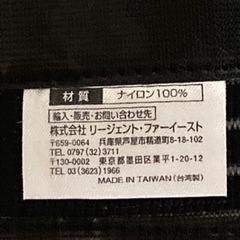 材質 ナイロン100%
輸入・販売・お問い合わせ先
株式会社 リージェント・ファーイースト
〒659-0064 兵庫県芦屋市精道町8-18-102
TEL 0797(32)3711
〒130-0002 東京都墨田区業平1-20-12
TEL 03(3623)1966
MADE IN TAIWAN (台湾製)